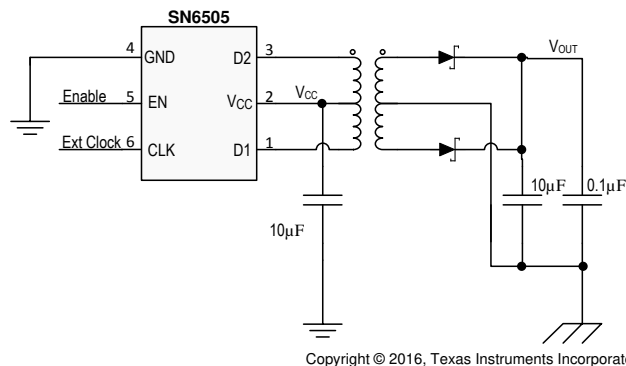 SN6505
4 GND D2 3
Enable 5 EN VCC 2 VCC VOUT
Ext Clock 6 CLK D1 1
10µF 10µF 0.1µF
Copyright © 2016, Texas Instruments Incorporate